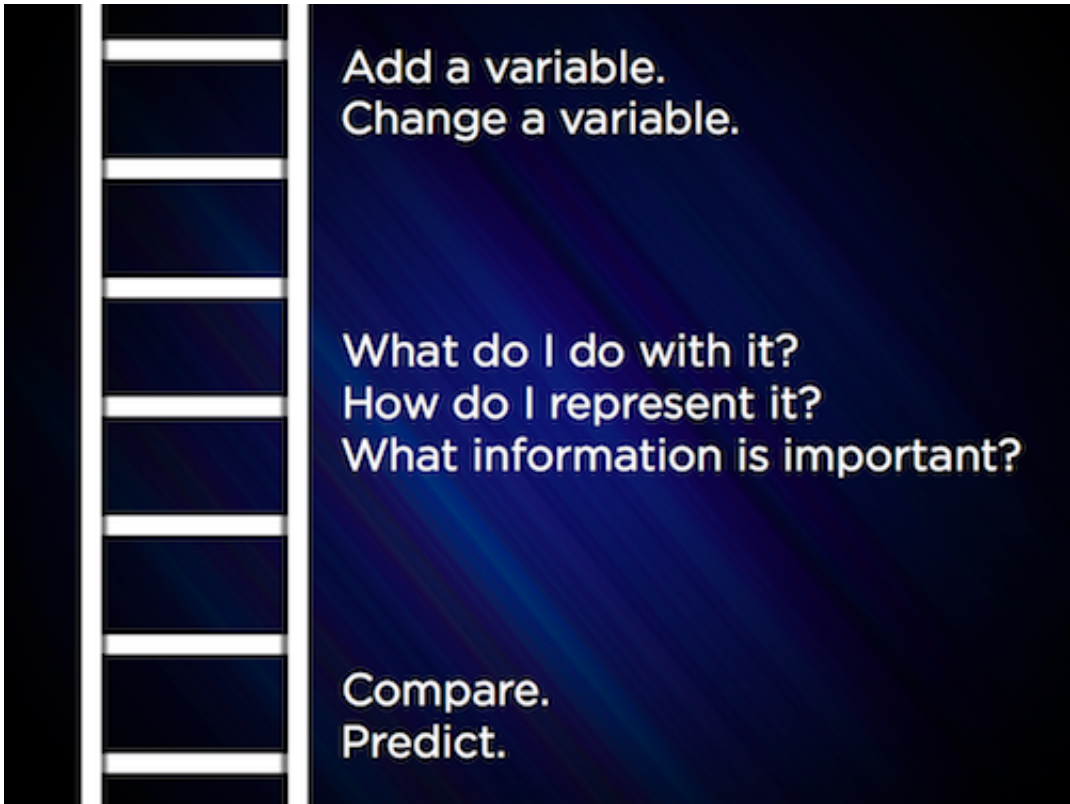 Add a variable.
Change a variable.
What do I do with it?
How do I represent it?
What information is important?
Compare.
Predict.